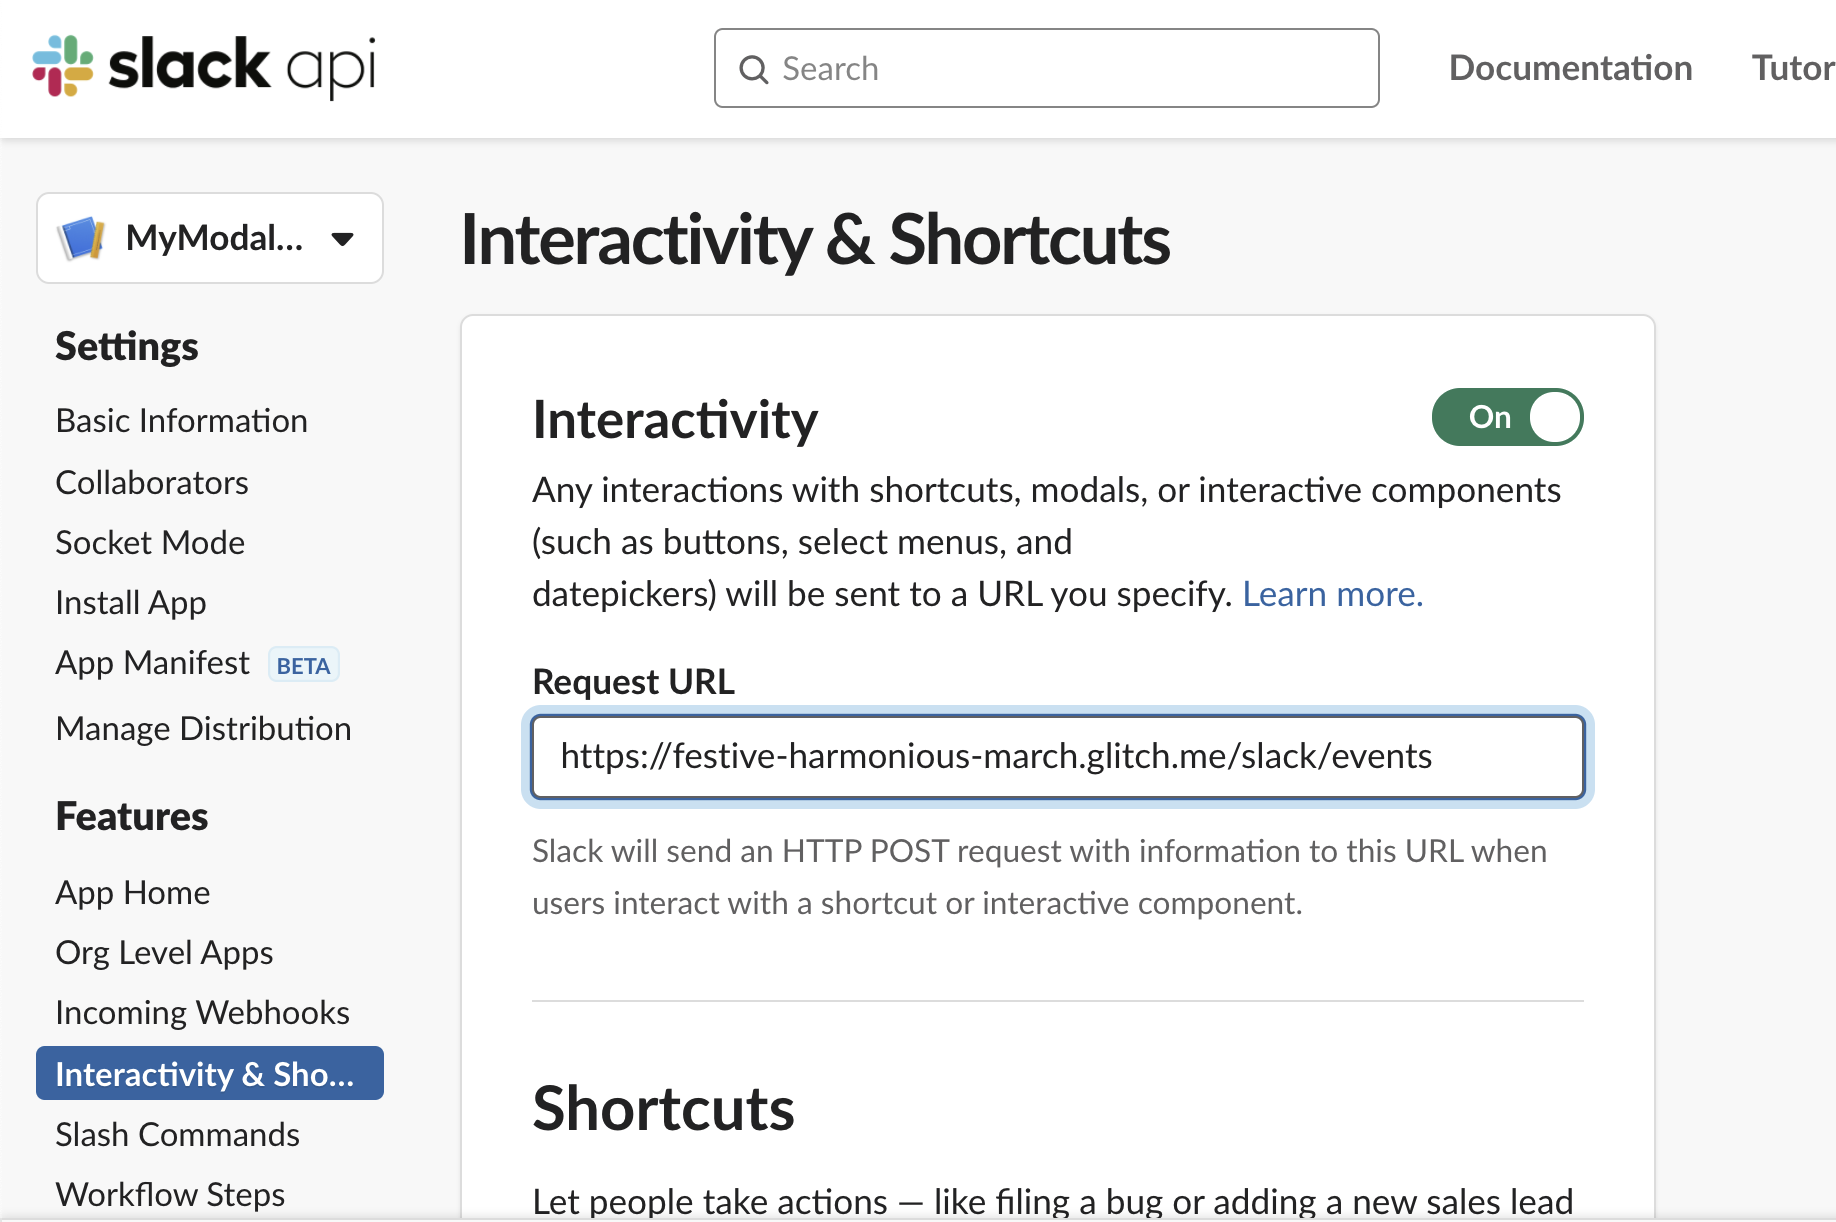 slack api
Search
Documentation
Tutor
MyModal...
Settings
Basic Information
Collaborators
Socket Mode
Install App
App Manifest BETA
Manage Distribution
Features
App Home
Org Level Apps
Incoming Webhooks
Interactivity & Sho...
Slash Commands
Workflow Steps
Interactivity & Shortcuts
Interactivity
On
Any interactions with shortcuts, modals, or interactive components
(such as buttons, select menus, and
datepickers) will be sent to a URL you specify. Learn more.
Request URL
https://festive-harmonious-march.glitch.me/slack/events
Slack will send an HTTP POST request with information to this URL when
users interact with a shortcut or interactive component.
Shortcuts
Let people take actions — like filing a bug or adding a new sales lead